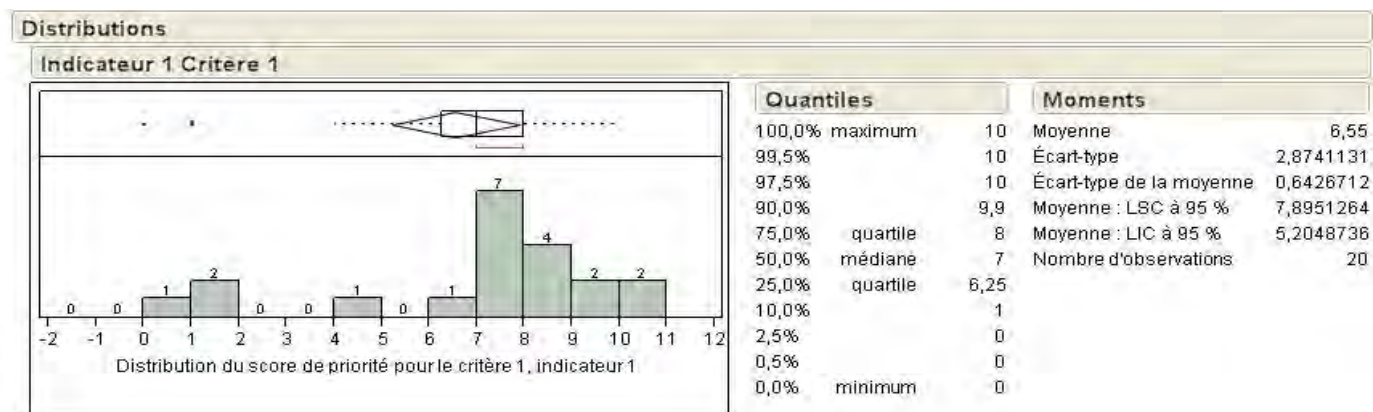 Distributions
Indicateur 1 Critère 1
0 0 1 2 0 0 1 0 1 7 4 2 2
-2 -1 0 1 2 3 4 5 6 7 8 9 10 11 12
Distribution du score de priorité pour le critère 1, indicateur 1
Quantiles
100,0% maximum 10
99,5% 10
97,5% 10
90,0% 9,9
75,0% quartile 8
50,0% médiane 7
25,0% quartile 6,25
10,0% 1
2,5% 0
0,5% 0
0,0% minimum 0
Moments
Moyenne 6,55
Écart-type 2,8741131
Écart-type de la moyenne 0,6426712
Moyenne : LSC à 95 % 7,8951264
Moyenne : LIC à 95 % 5,2048736
Nombre d'observations 20